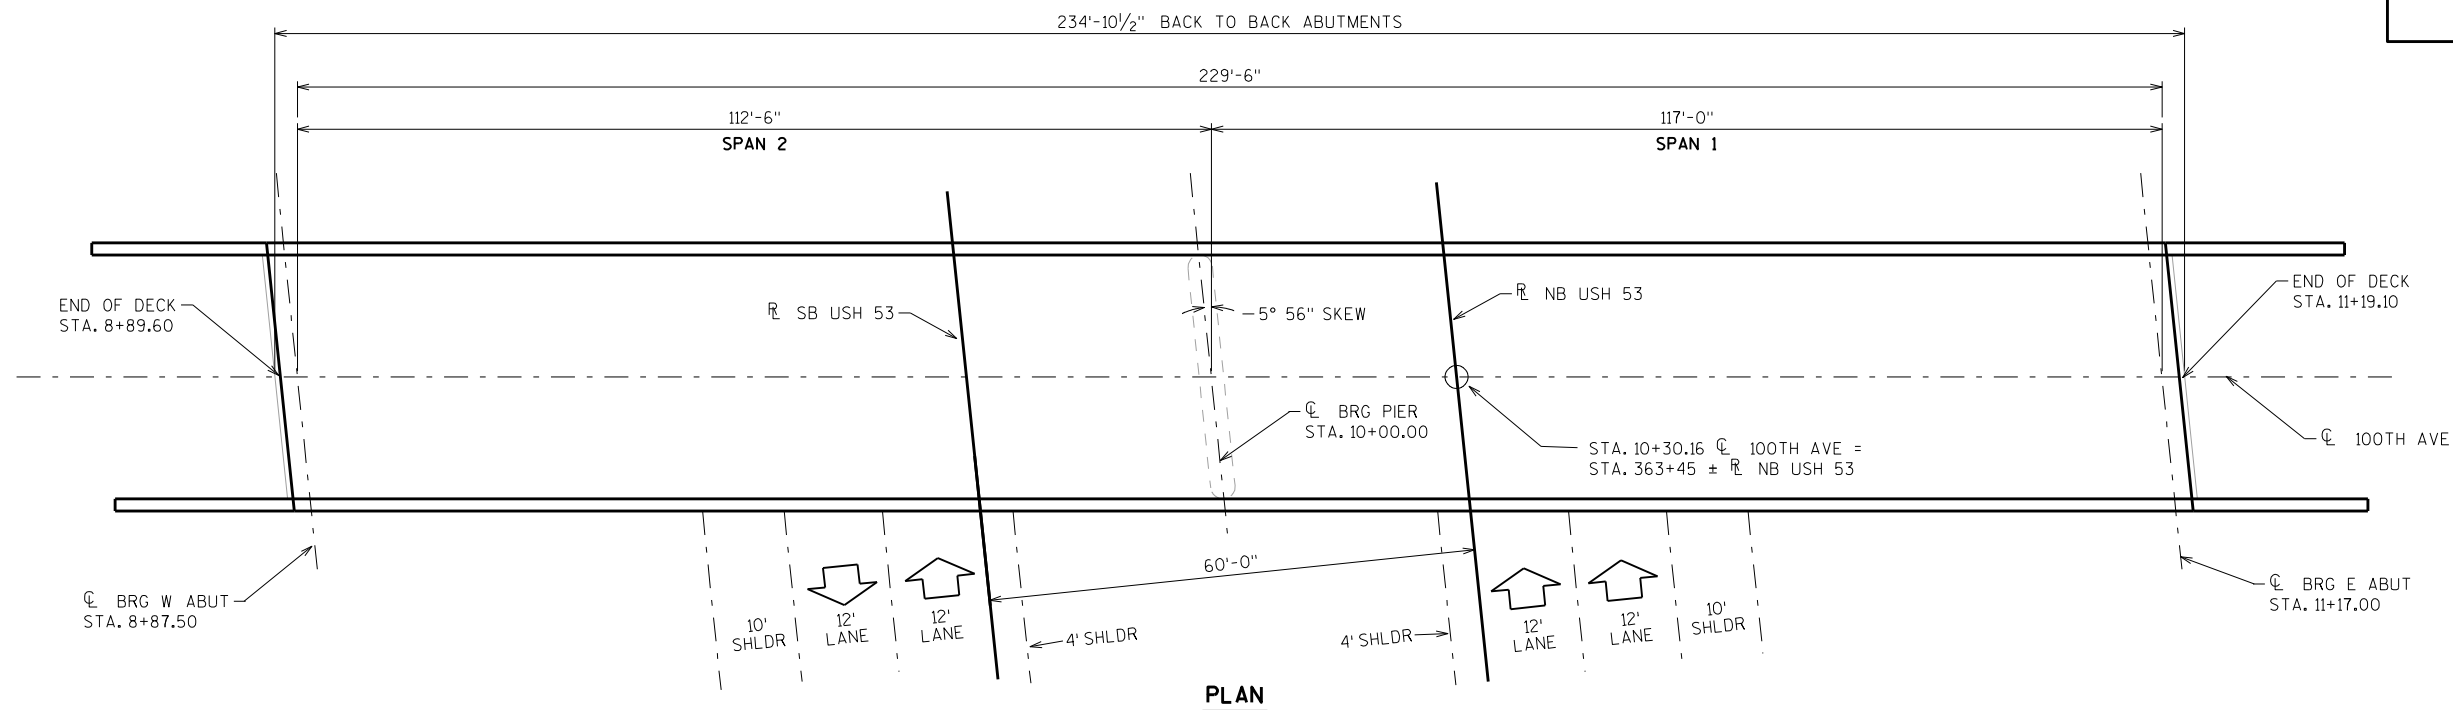 234'-10 1/2" BACK TO BACK ABUTMENTS
229'-6"
112'-6"
SPAN 2
117'-0"
SPAN 1
END OF DECK
STA. 8+89.60
℟ SB USH 53
5° 56" SKEW
℟ NB USH 53
END OF DECK
STA. 11+19.10
℄ BRG PIER
STA. 10+00.00
STA. 10+30.16 ℄ 100TH AVE =
STA. 363+45 ± ℟ NB USH 53
℄ 100TH AVE
60'-0"
℄ BRG W ABUT
STA. 8+87.50
10'
SHLDR
12'
LANE
12'
LANE
4' SHLDR
4' SHLDR
12'
LANE
12'
LANE
10'
SHLDR
℄ BRG E ABUT
STA. 11+17.00
PLAN